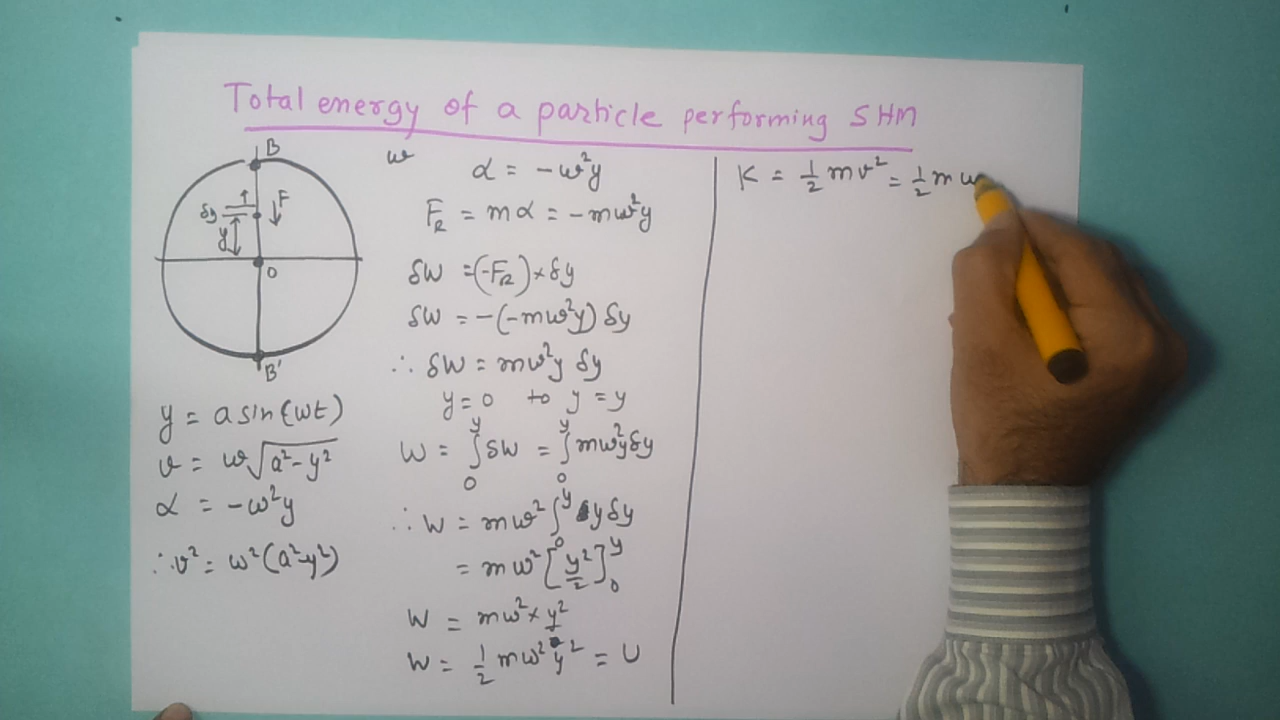 Total energy of a particle performing SHM
B
F
δy
y
O
B'
y = a sin(ωt)
v = ω√(a²-y²)
α = -ω²y
∴ v² = ω²(a²-y²)
ω
α = -ω²y
F_R = mα = -mω²y
δW = (-F_R) × δy
δW = -(-mω²y) δy
∴ δW = mω²y δy
y = 0 to y = y
W = ∫₀^y δW = ∫₀^y mω²y δy
∴ W = mω² ∫₀^y y δy
= mω² [y²/2]₀^y
W = mω² × y²/2
W = 1/2 mω² y² = U
K = 1/2 mv² = 1/2 m ω